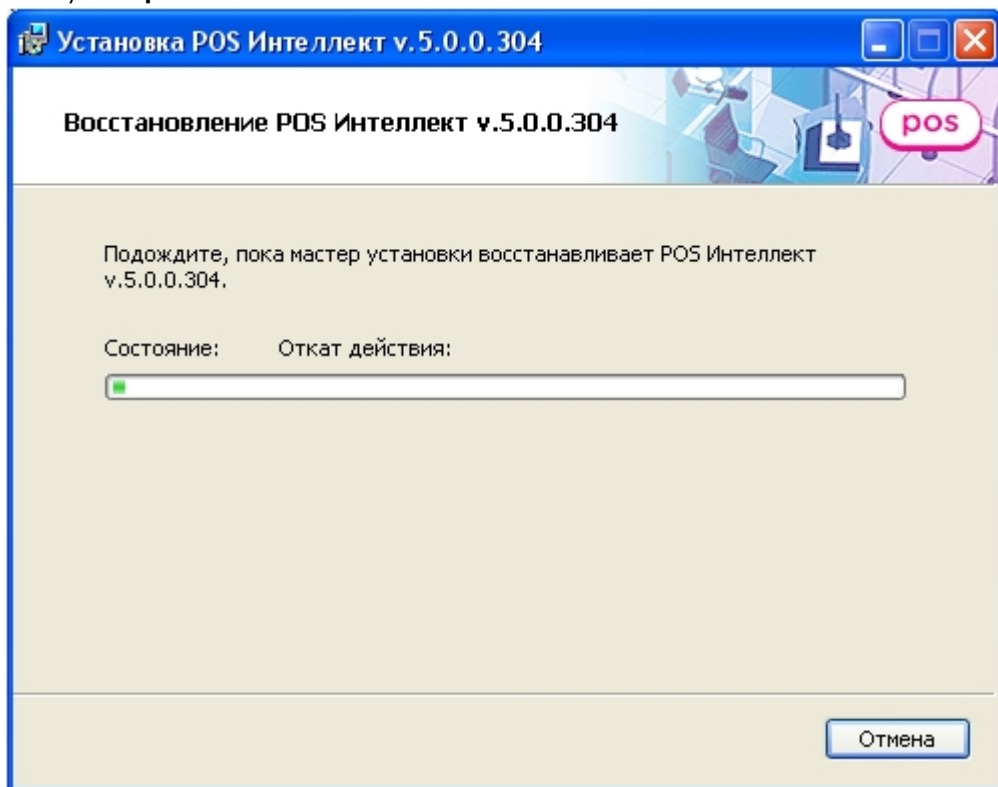 Установка POS Интеллект v.5.0.0.304
Восстановление POS Интеллект v.5.0.0.304
pos
Подождите, пока мастер установки восстанавливает POS Интеллект
v.5.0.0.304.
Состояние: Откат действия:
Отмена